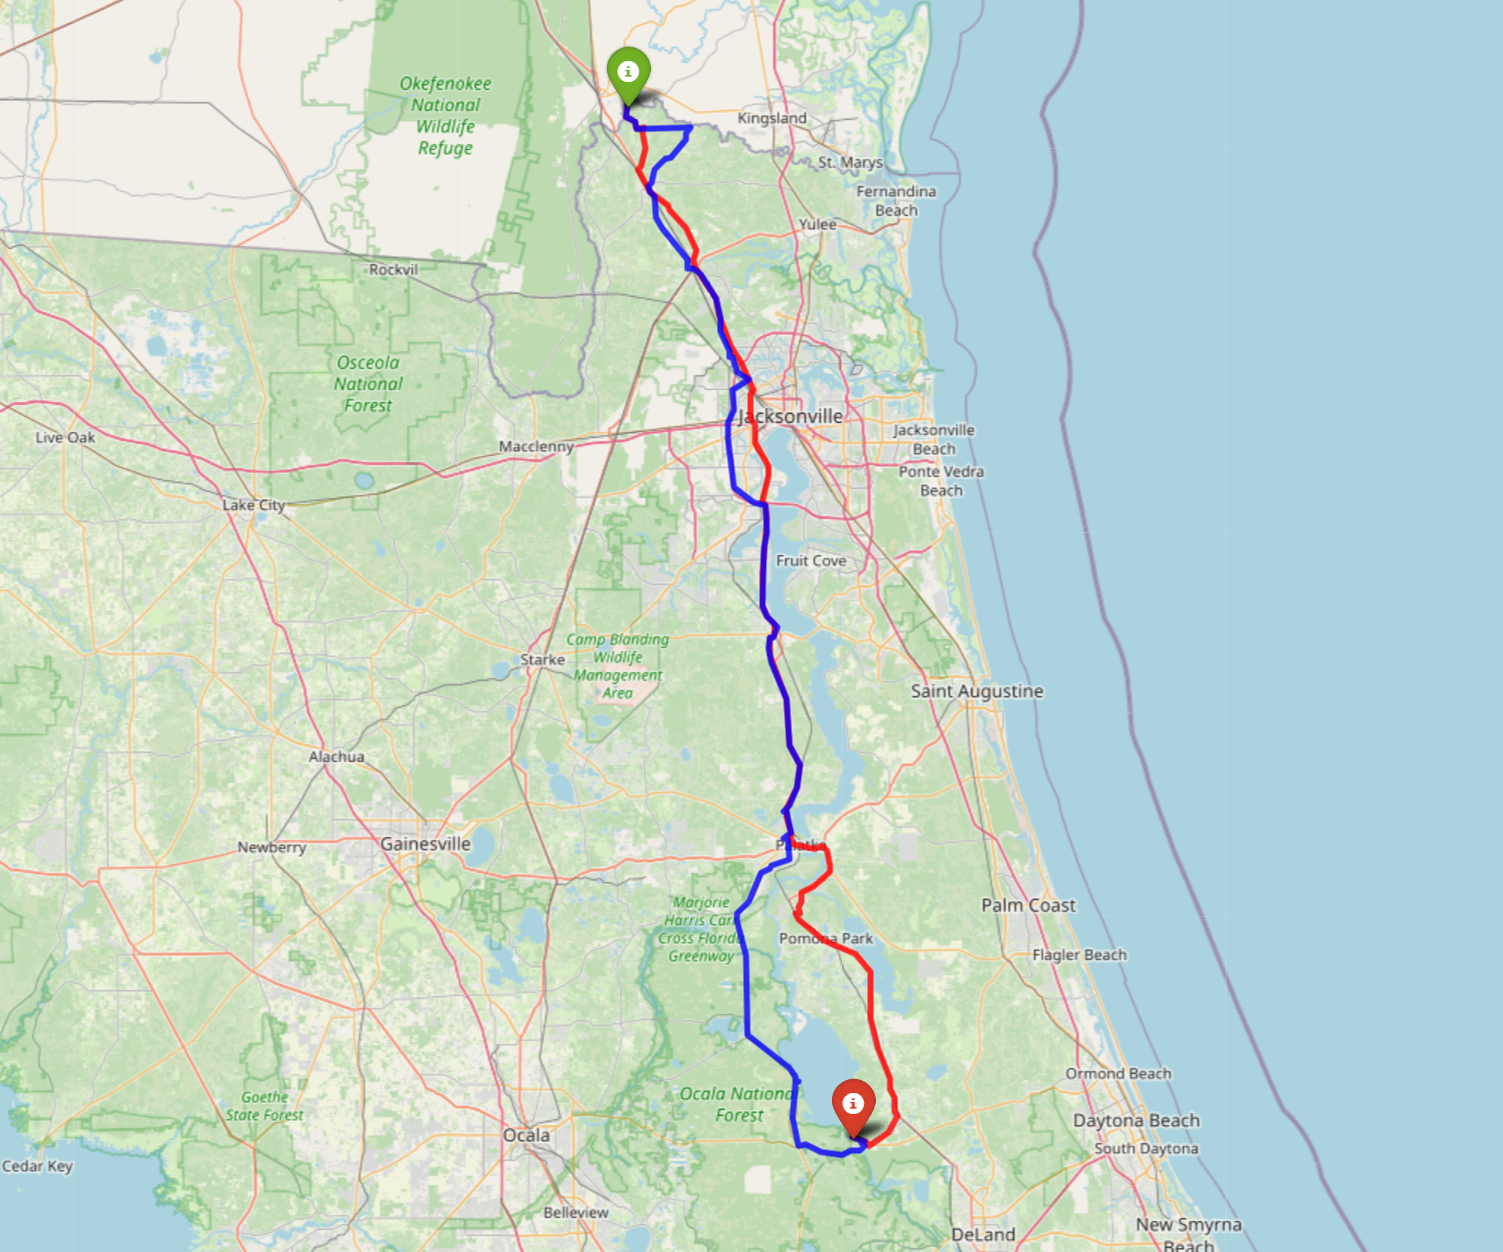 Okefenokee
National
Wildlife
Refuge
Kingsland
St. Marys
Fernandina
Beach
Yulee
Rockvil
Osceola
National
Forest
Jacksonville
Live Oak
Macclenny
Jacksonville
Beach
Ponte Vedra
Beach
Lake City
Fruit Cove
Camp Blanding
Wildlife
Management
Area
Starke
Saint Augustine
Alachua
Newberry
Gainesville
Palatka
Marjorie
Harris Carr
Cross Florida
Greenway
Palm Coast
Pomona Park
Flagler Beach
Ormond Beach
Ocala National
Forest
Goethe
State Forest
Daytona Beach
South Daytona
Ocala
Cedar Key
Belleview
DeLand
New Smyrna
Beach